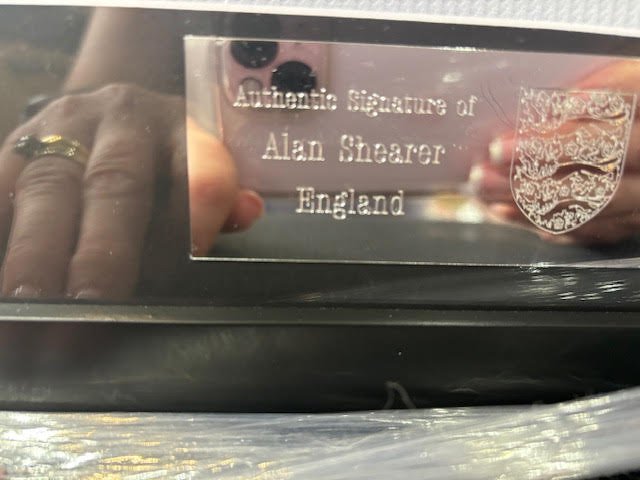 Authentic Signature of
Alan Shearer
England